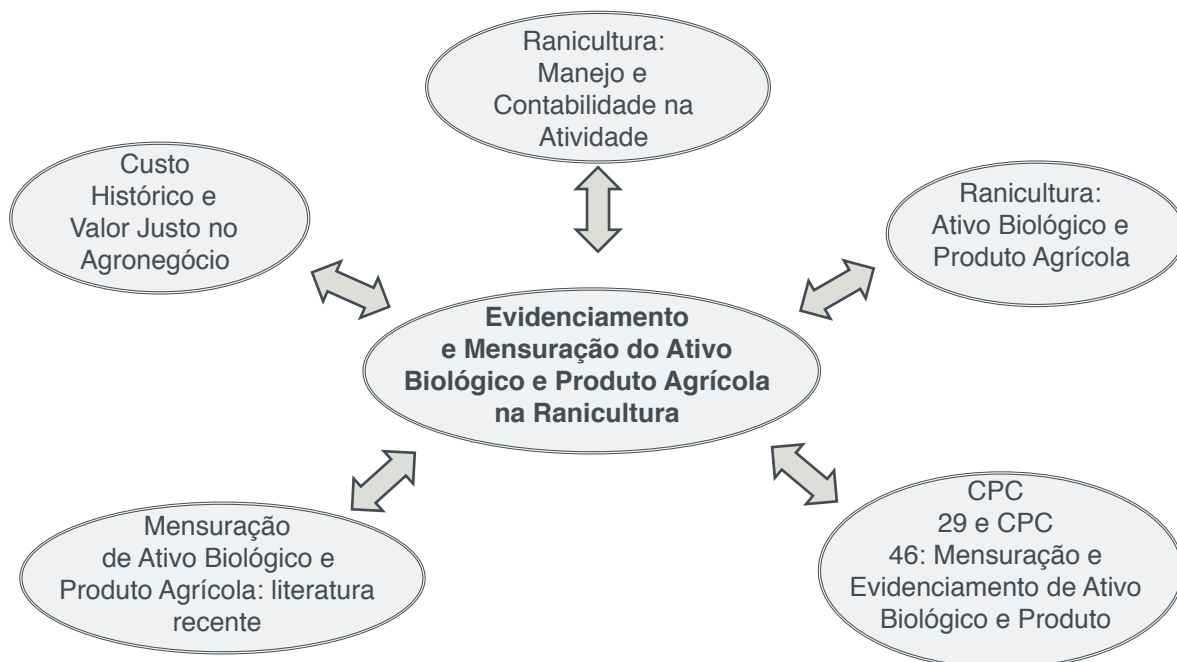 Ranicultura:
Manejo e
Contabilidade na
Atividade
Custo
Histórico e
Valor Justo no
Agronegócio
Ranicultura:
Ativo Biológico e
Produto Agrícola
Evidenciamento
e Mensuração do Ativo
Biológico e Produto Agrícola
na Ranicultura
Mensuração
de Ativo Biológico e
Produto Agrícola: literatura
recente
CPC
29 e CPC
46: Mensuração e
Evidenciamento de Ativo
Biológico e Produto